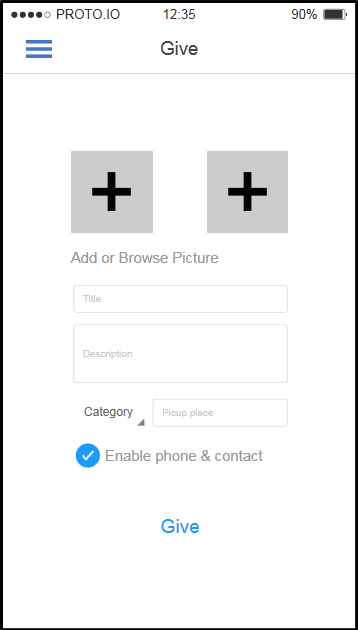 PROTO.IO 12:35 90%
Give
Add or Browse Picture
Title
Description
Category Picup place
Enable phone & contact
Give